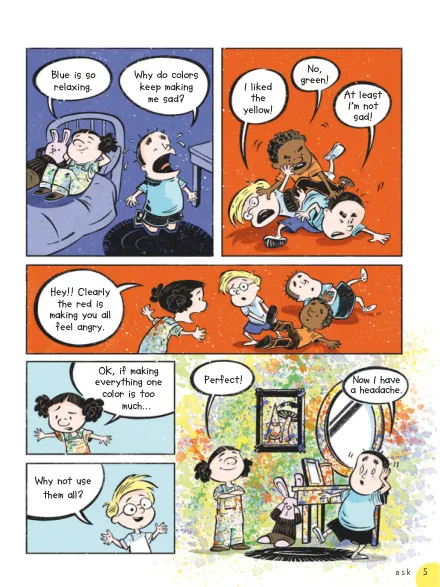 Blue is so
relaxing.
Why do colors
keep making
me sad?
I liked
the
yellow!
No,
green!
At least
I'm not
sad!
Hey!! Clearly
the red is
making you all
feel angry.
OK, if making
everything one
color is too
much...
Why not use
them all?
Perfect!
Now I have
a headache.
ask 5